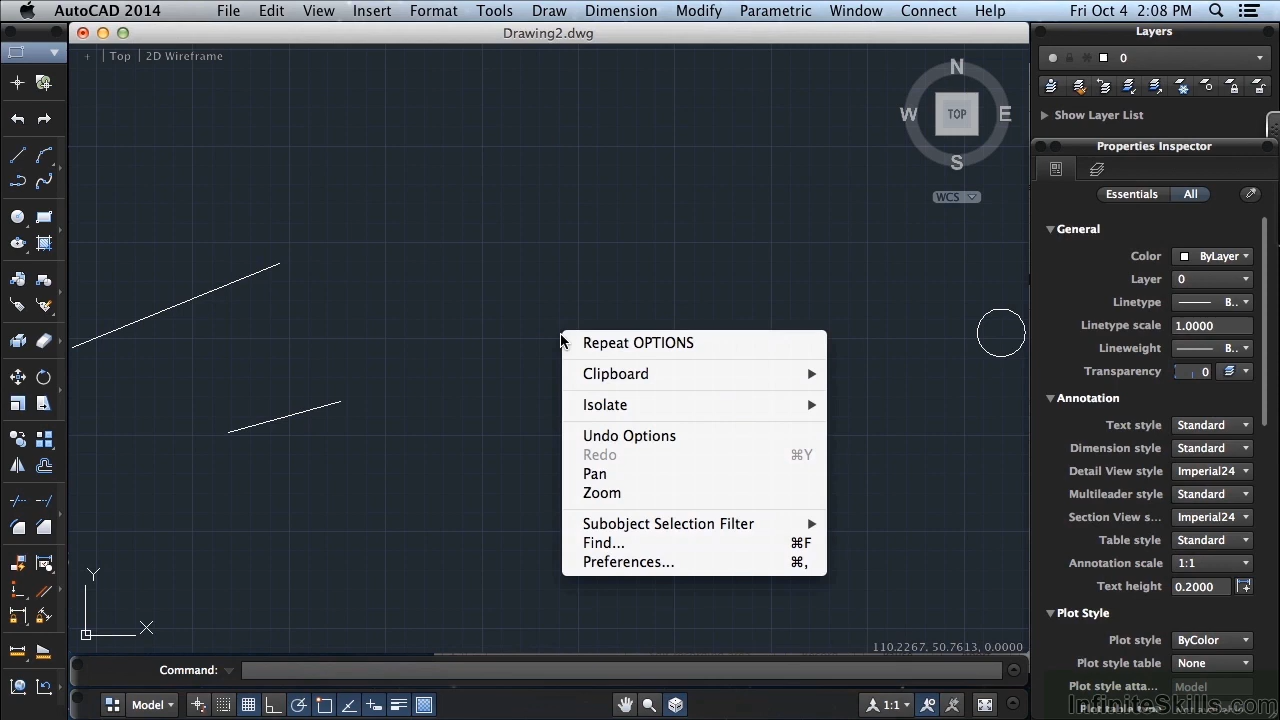 AutoCAD 2014 File Edit View Insert Format Tools Draw Dimension Modify Parametric Window Connect Help Fri Oct 4 2:08 PM
Drawing2.dwg
+ Top 2D Wireframe
N
W TOP E
S
WCS
Repeat OPTIONS
Clipboard
Isolate
Undo Options
Redo ⌘Y
Pan
Zoom
Subobject Selection Filter
Find... ⌘F
Preferences... ⌘,
Y
X
110.2267, 50.7613, 0.0000
Command:
Model
1:1
Layers
0
Show Layer List
Properties Inspector
Essentials All
General
Color ByLayer
Layer 0
Linetype B..
Linetype scale 1.0000
Lineweight B..
Transparency 0
Annotation
Text style Standard
Dimension style Standard
Detail View style Imperial24
Multileader style Standard
Section View s... Imperial24
Table style Standard
Annotation scale 1:1
Text height 0.2000
Plot Style
Plot style ByColor
Plot style table None
Plot style atta... Model
InfiniteSkills.com